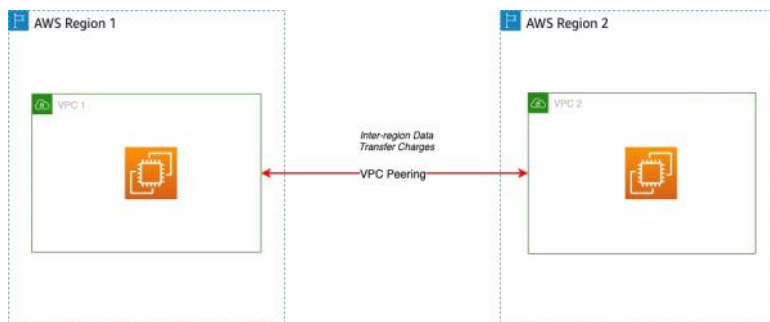 AWS Region 1
AWS Region 2
VPC 1
VPC 2
Inter-region Data
Transfer Charges
VPC Peering